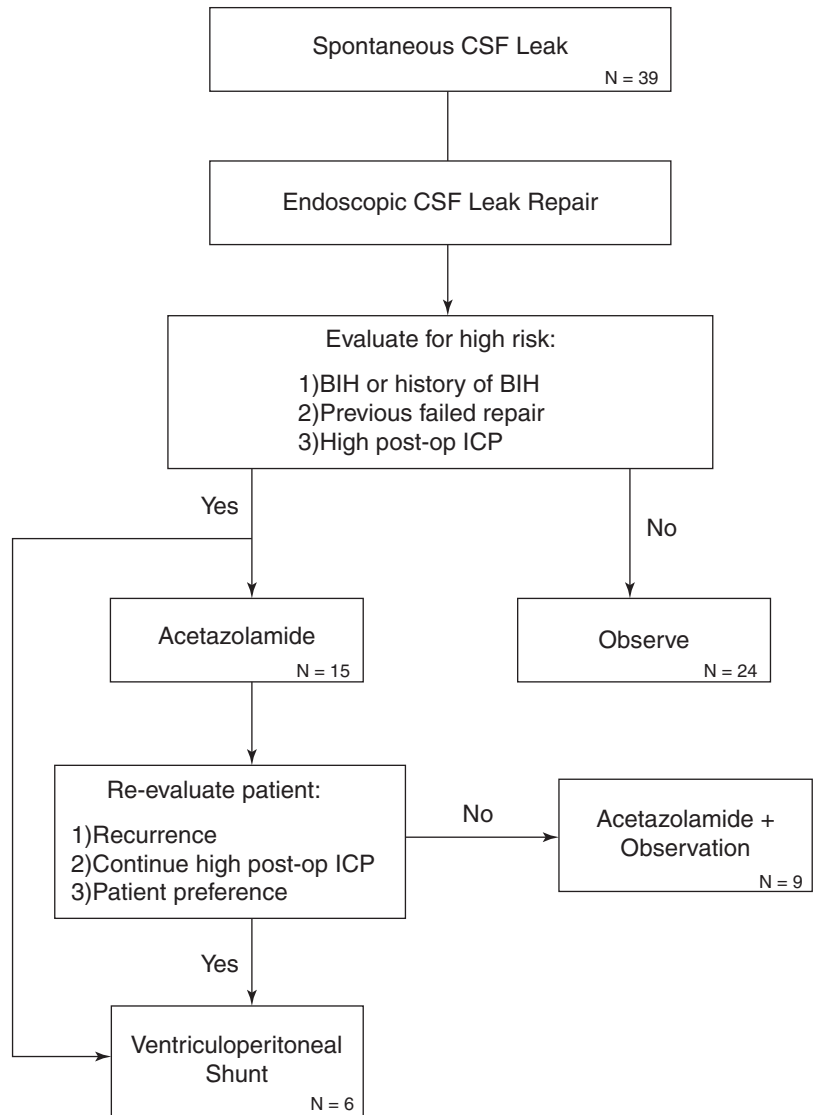 Spontaneous CSF Leak
N = 39
Endoscopic CSF Leak Repair
Evaluate for high risk:
1)BIH or history of BIH
2)Previous failed repair
3)High post-op ICP
Yes
No
Acetazolamide
N = 15
Observe
N = 24
Re-evaluate patient:
1)Recurrence
2)Continue high post-op ICP
3)Patient preference
No
Acetazolamide +
Observation
N = 9
Yes
Ventriculoperitoneal
Shunt
N = 6